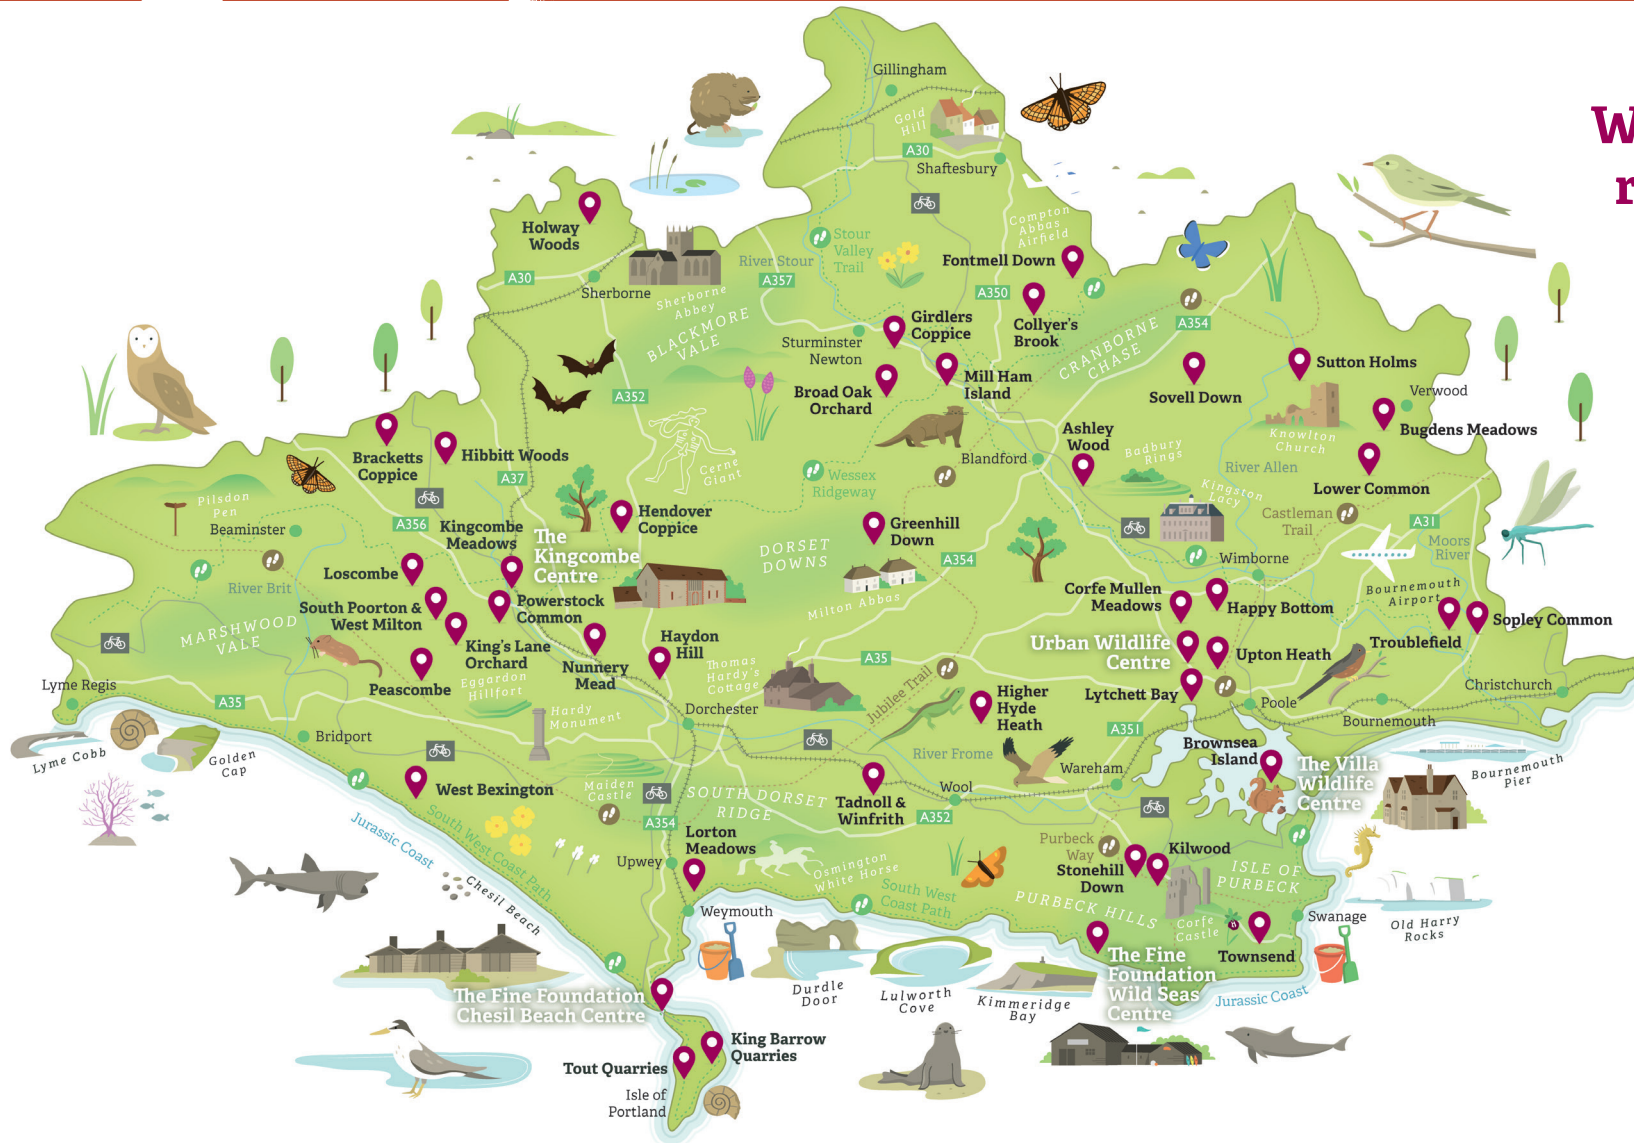 W
r
Gillingham
Gold
Hill
A30
Shaftesbury
Compton
Abbas
Airfield
Holway
Woods
A30
Sherborne
Sherborne
Abbey
BLACKMORE
VALE
River Stour
A357
Stour
Valley
Trail
Fontmell Down
A350
Collyer's
Brook
Girdlers
Coppice
Sturminster
Newton
Mill Ham
Island
Broad Oak
Orchard
CRANBORNE
CHASE
A354
Sovell Down
Sutton Holms
Knowlton
Church
Verwood
Bugdens Meadows
Lower Common
River Allen
Ashley
Wood
Badbury
Rings
Blandford
Kingston
Lacy
Castleman
Trail
A31
Moors
River
Wimborne
Bournemouth
Airport
A352
Cerne
Giant
Wessex
Ridgeway
Bracketts
Coppice
Hibbitt Woods
A37
Pilsdon
Pen
Beaminster
A356
Kingcombe
Meadows
The
Kingcombe
Centre
Hendover
Coppice
Greenhill
Down
DORSET
DOWNS
A354
Milton Abbas
Loscombe
River Brit
South Poorton &
West Milton
Powerstock
Common
King's Lane
Orchard
MARSHWOOD
VALE
Peascombe
Eggardon
Hillfort
Nunnery
Mead
Haydon
Hill
Thomas
Hardy's
Cottage
A35
Jubilee Trail
Higher
Hyde
Heath
Corfe Mullen
Meadows
Happy Bottom
Urban Wildlife
Centre
Upton Heath
Lytchett Bay
Troublefield
Sopley Common
Christchurch
Bournemouth
Poole
A351
Lyme Regis
A35
Lyme Cobb
Golden
Cap
Bridport
Hardy
Monument
Dorchester
River Frome
Wareham
Brownsea
Island
The Villa
Wildlife
Centre
Bournemouth
Pier
West Bexington
Maiden
Castle
SOUTH DORSET
RIDGE
Tadnoll &
Winfrith
Wool
A352
A354
Jurassic Coast
South West
Coast Path
Chesil Beach
Upwey
Lorton
Meadows
Osmington
White Horse
South West
Coast Path
Purbeck
Way
Stonehill
Down
Kilwood
ISLE OF
PURBECK
PURBECK HILLS
Corfe
Castle
Swanage
Old Harry
Rocks
Townsend
Weymouth
Durdle
Door
Lulworth
Cove
Kimmeridge
Bay
The Fine
Foundation
Wild Seas
Centre
Jurassic Coast
The Fine Foundation
Chesil Beach Centre
King Barrow
Quarries
Tout Quarries
Isle of
Portland